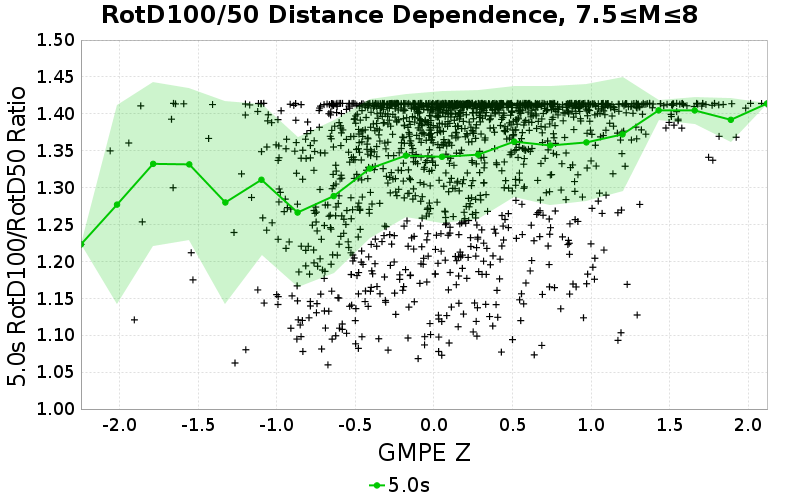 RotD100/50 Distance Dependence, 7.5≤M≤8
5.0s RotD100/RotD50 Ratio
1.50
1.45
1.40
1.35
1.30
1.25
1.20
1.15
1.10
1.05
1.00
-2.0 -1.5 -1.0 -0.5 0.0 0.5 1.0 1.5 2.0
GMPE Z
5.0s